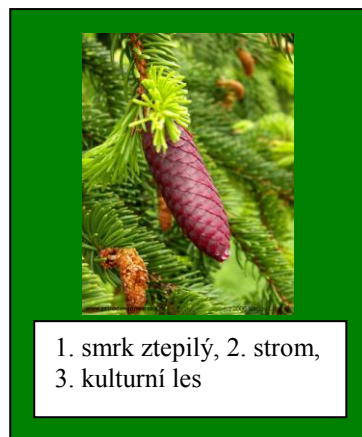 1. smrk ztepilý, 2. strom,
3. kulturní les